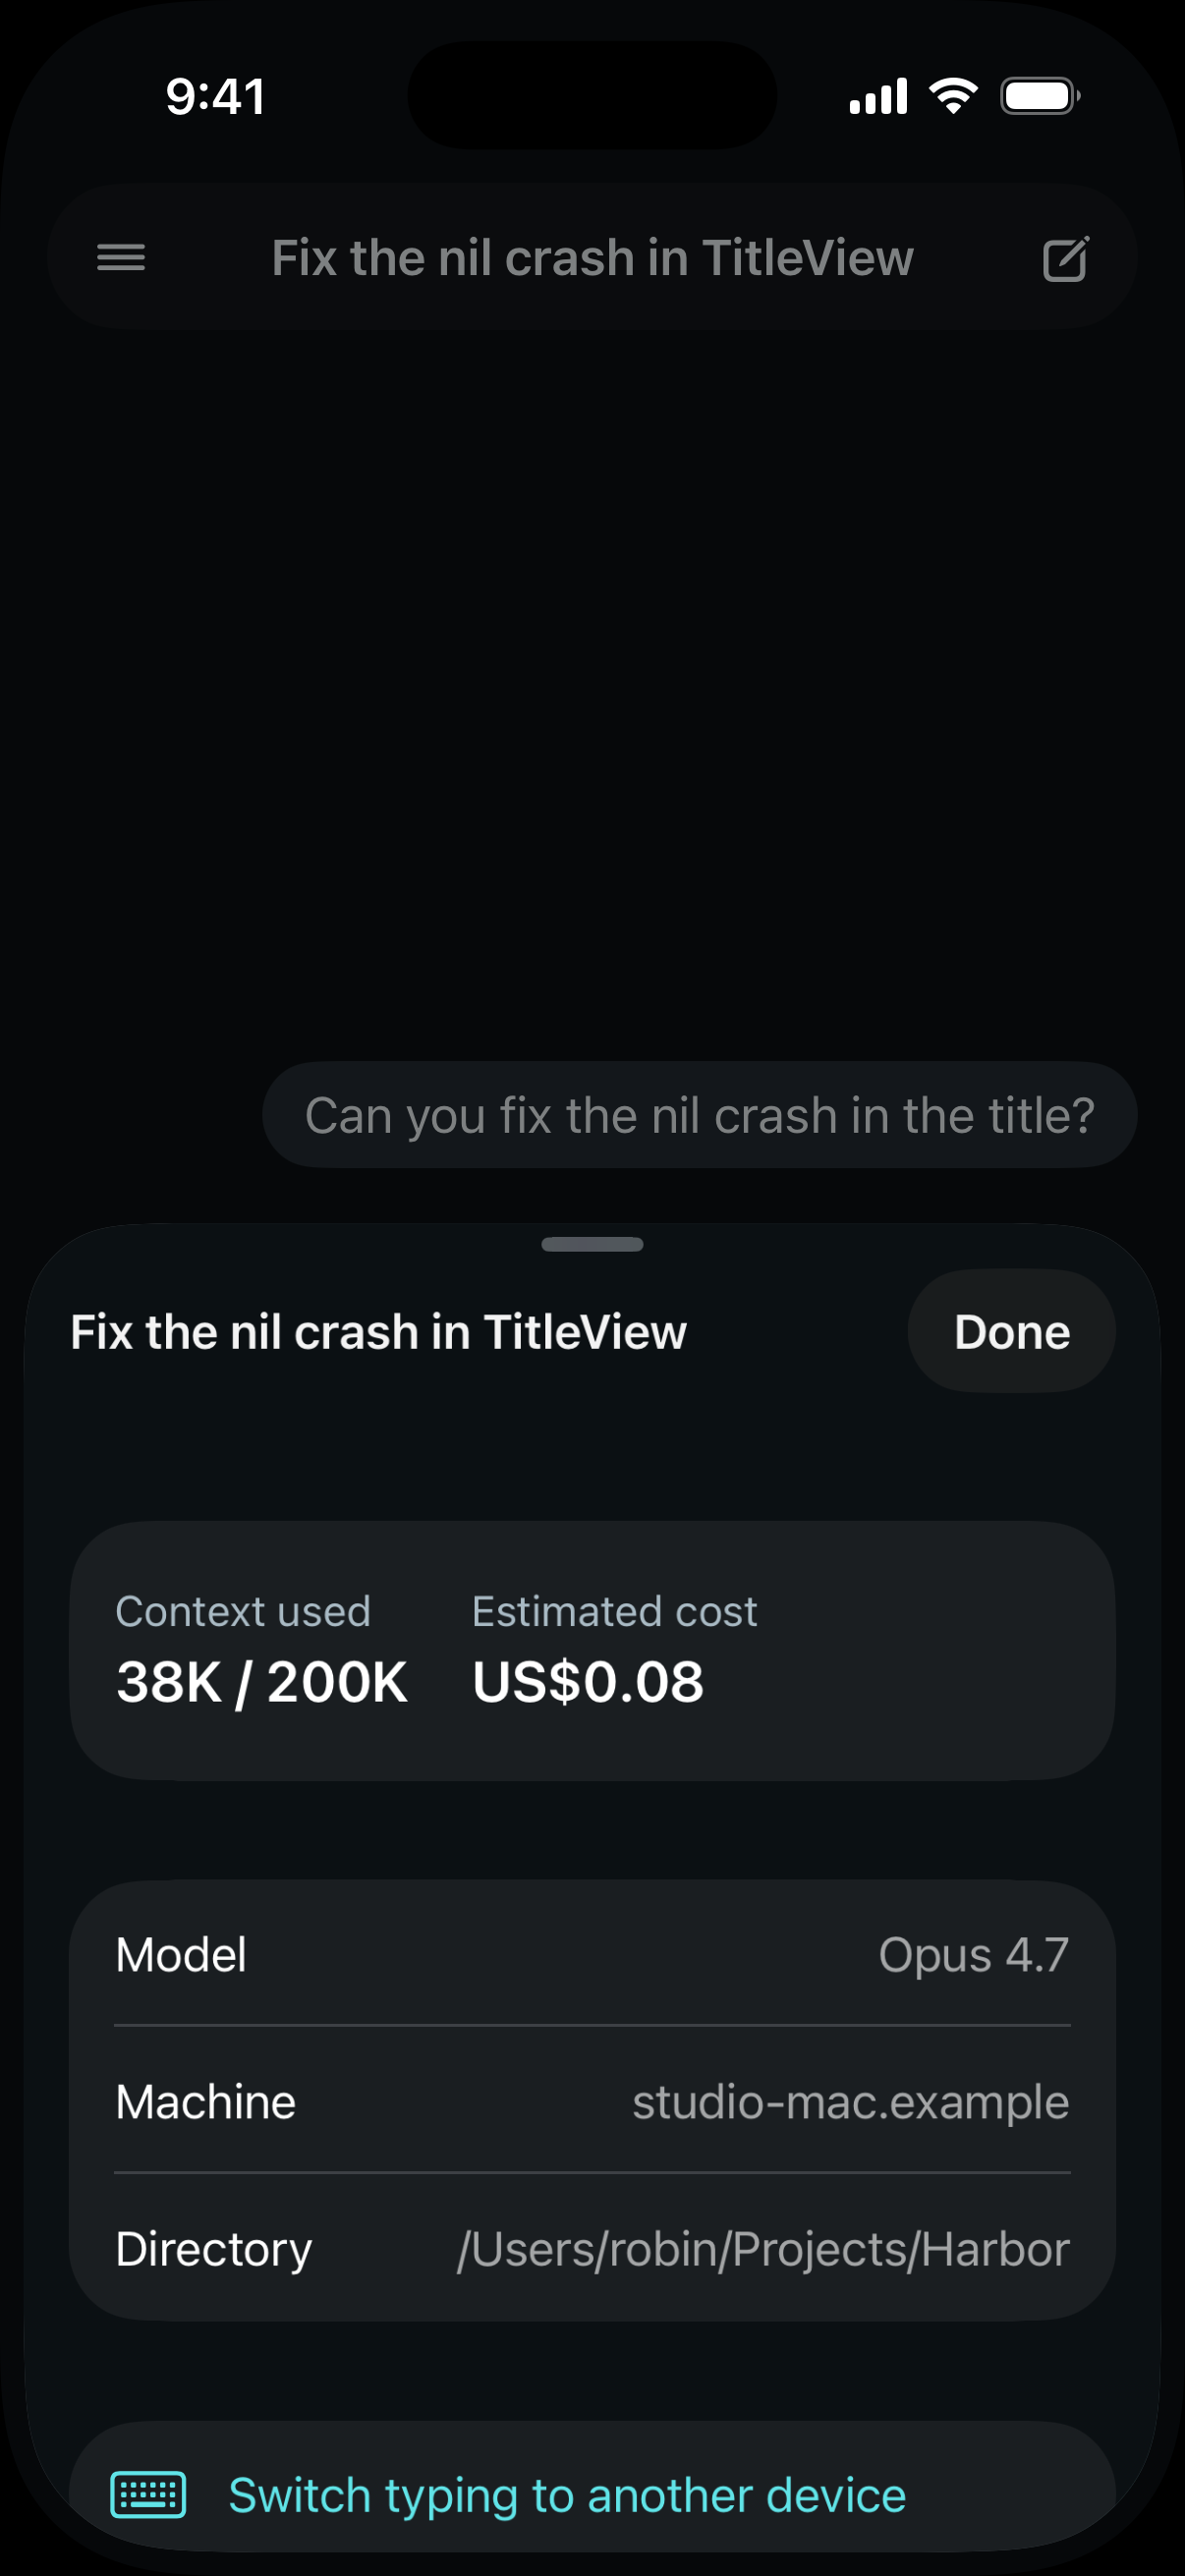 9:41
Fix the nil crash in TitleView
Can you fix the nil crash in the title?
Fix the nil crash in TitleView
Done
Context used
Estimated cost
38K / 200K
US$0.08
Model
Opus 4.7
Machine
studio-mac.example
Directory
/Users/robin/Projects/Harbor
Switch typing to another device